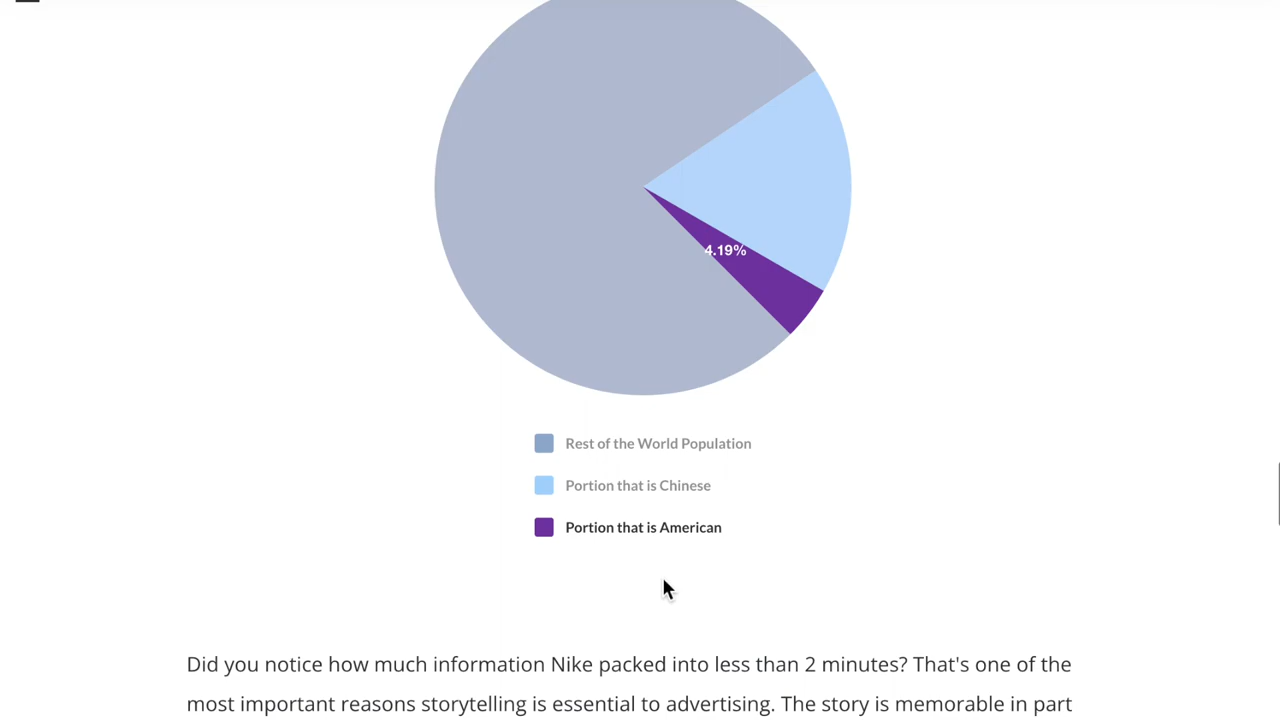 4.19%
Rest of the World Population
Portion that is Chinese
Portion that is American
Did you notice how much information Nike packed into less than 2 minutes? That's one of the
most important reasons storytelling is essential to advertising. The story is memorable in part